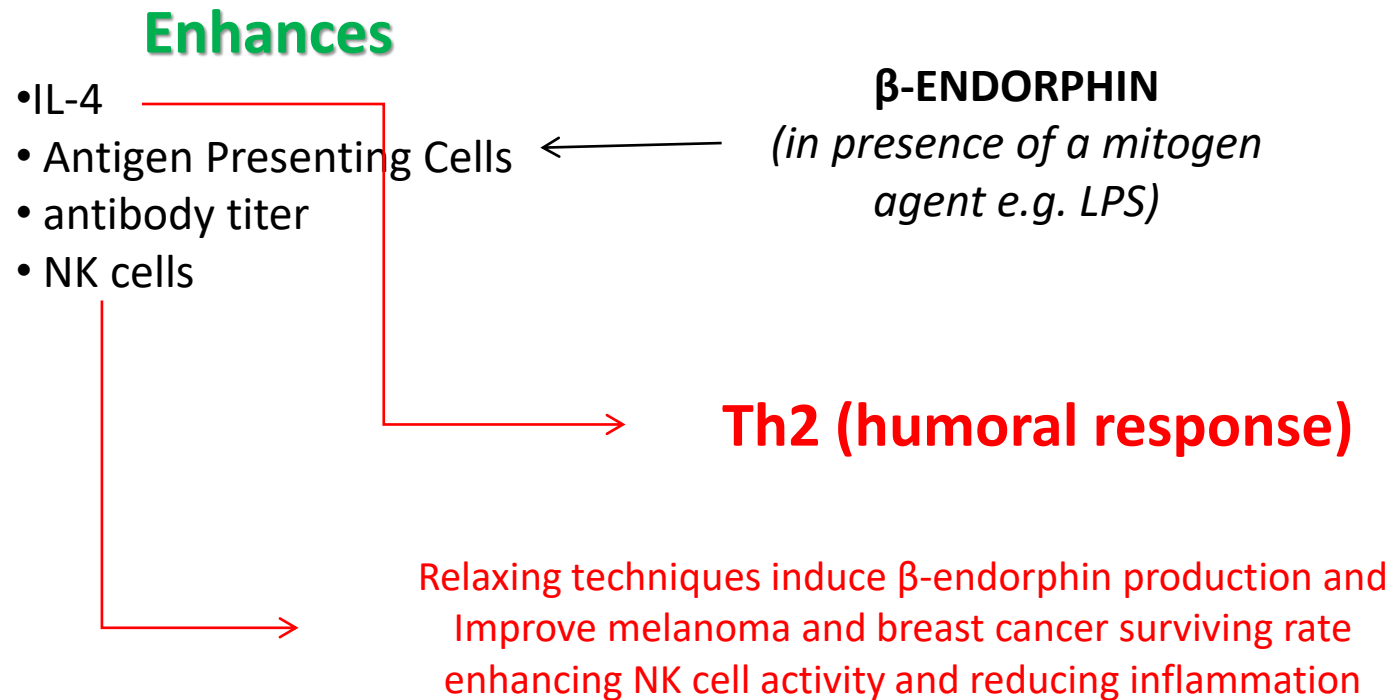 Enhances
•IL-4
• Antigen Presenting Cells
• antibody titer
• NK cells
β-ENDORPHIN
(in presence of a mitogen
agent e.g. LPS)
Th2 (humoral response)
Relaxing techniques induce β-endorphin production and
Improve melanoma and breast cancer surviving rate
enhancing NK cell activity and reducing inflammation